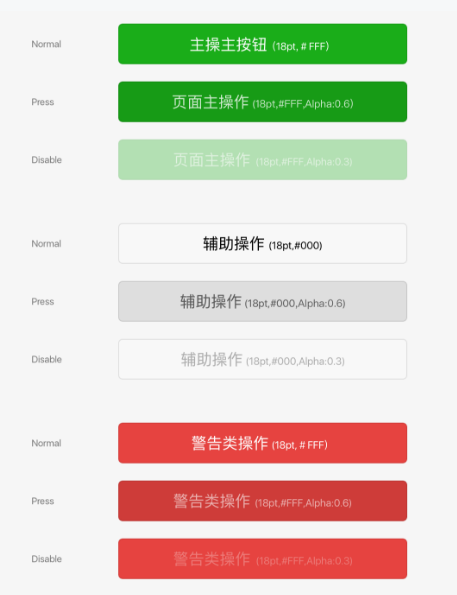 Normal 主操主按钮 (18pt, # FFF)
Press 页面主操作 (18pt,#FFF,Alpha:0.6)
Disable 页面主操作 (18pt,#FFF,Alpha:0.3)
Normal 辅助操作 (18pt,#000)
Press 辅助操作 (18pt,#000,Alpha:0.6)
Disable 辅助操作 (18pt,#000,Alpha:0.3)
Normal 警告类操作 (18pt, # FFF)
Press 警告类操作 (18pt,#FFF,Alpha:0.6)
Disable 警告类操作 (18pt,#FFF,Alpha:0.3)